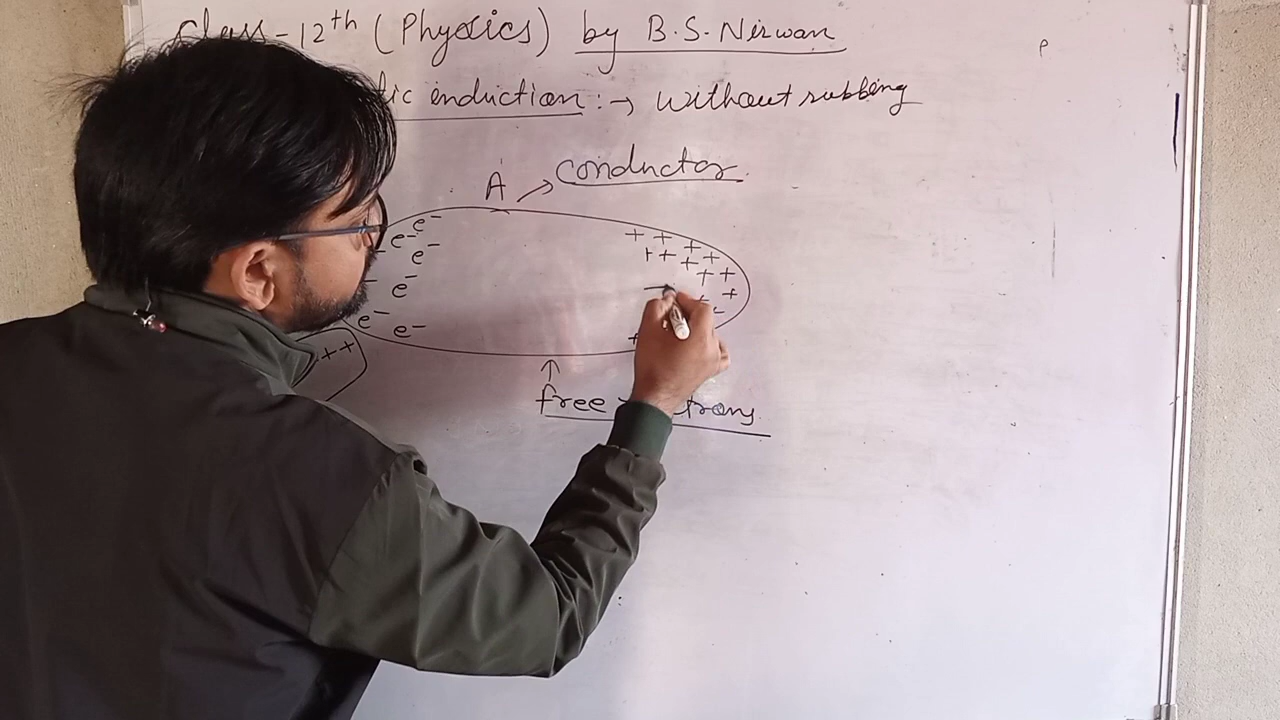 class-12th (Physics) by B.S. Nirwan
induction :→ without rubbing
A → conductor
e-
e- + + +
e- + + + + +
+ +
e- +
e- e- +
+ +
free